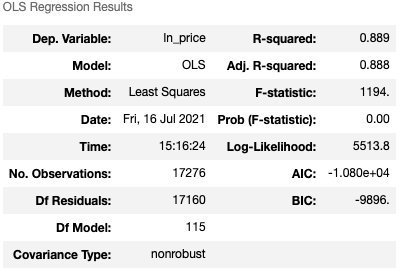 OLS Regression Results
Dep. Variable: ln_price R-squared: 0.889
Model: OLS Adj. R-squared: 0.888
Method: Least Squares F-statistic: 1194.
Date: Fri, 16 Jul 2021 Prob (F-statistic): 0.00
Time: 15:16:24 Log-Likelihood: 5513.8
No. Observations: 17276 AIC: -1.080e+04
Df Residuals: 17160 BIC: -9896.
Df Model: 115
Covariance Type: nonrobust